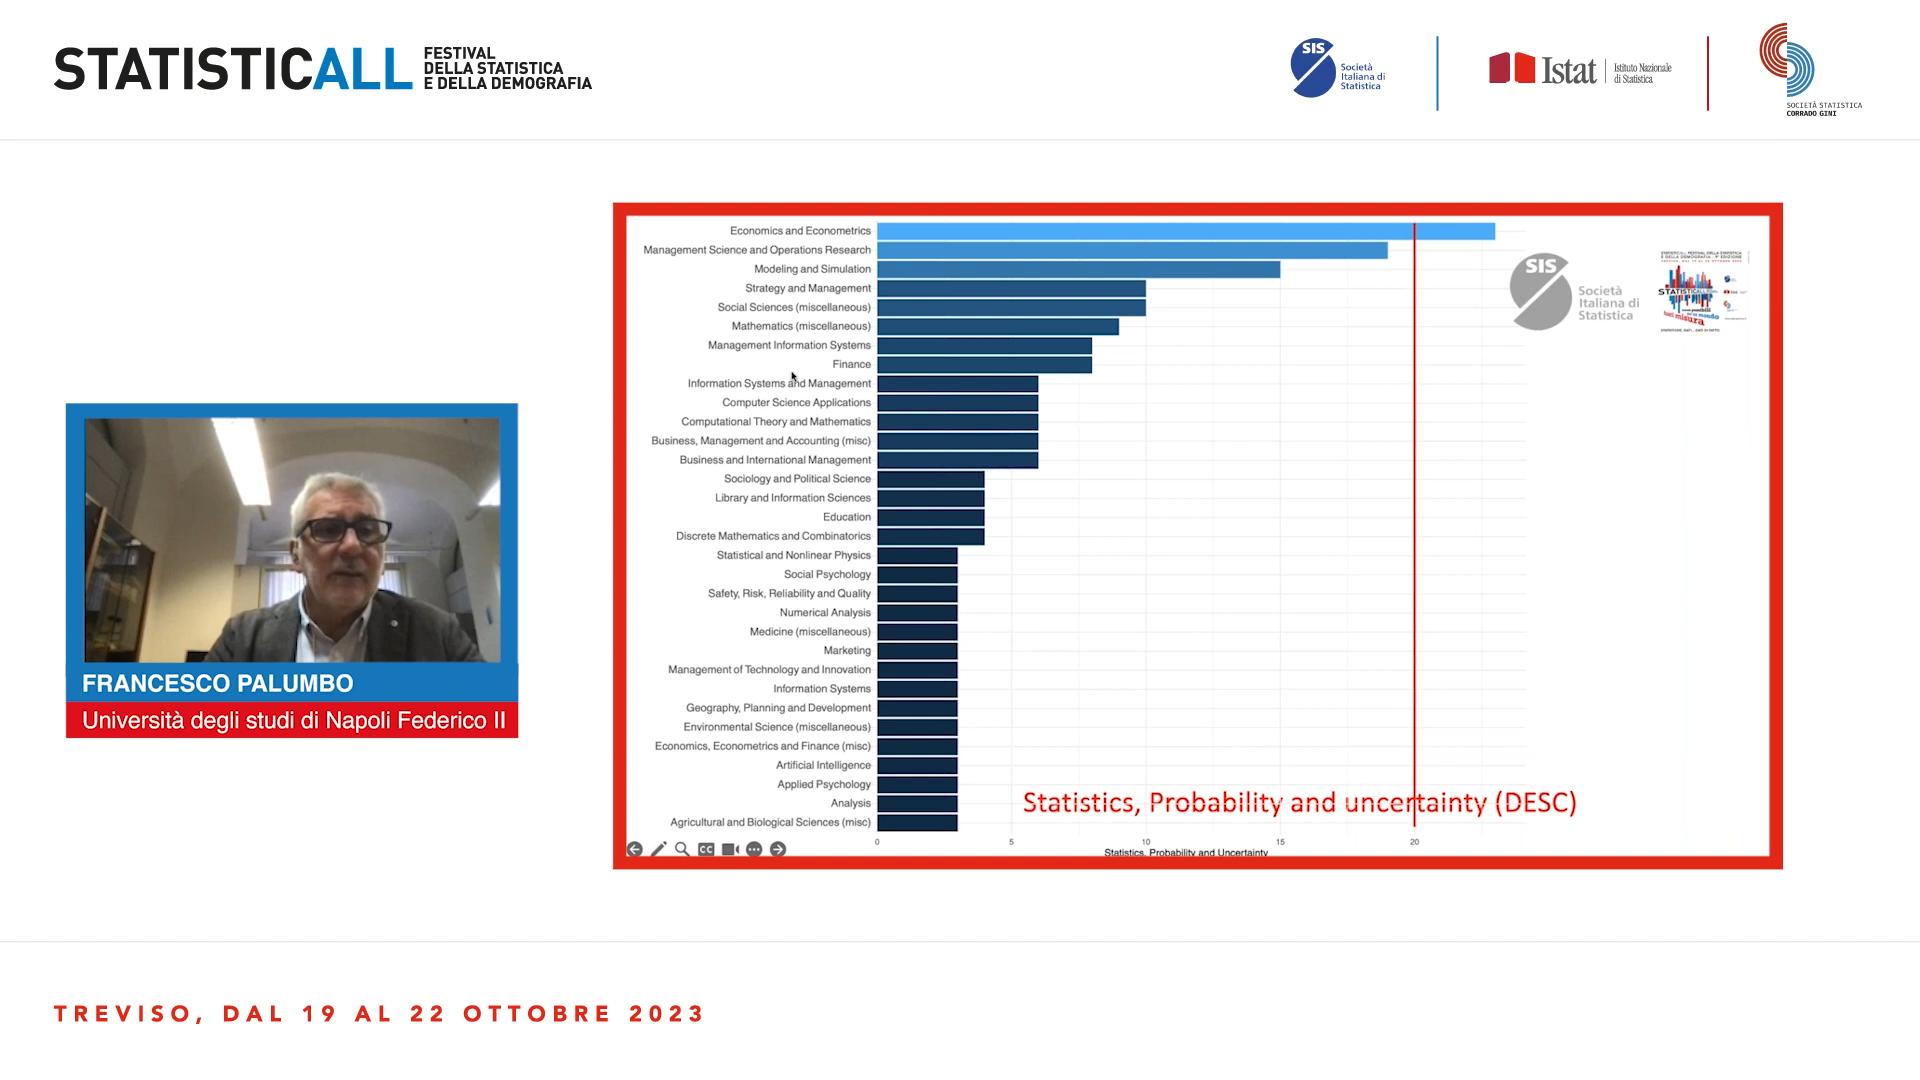 STATISTICALL
FESTIVAL
DELLA STATISTICA
E DELLA DEMOGRAFIA
SIS
Società
Italiana di
Statistica
Istat
Istituto Nazionale
di Statistica
SOCIETÀ STATISTICA
CORRADO GINI
Economics and Econometrics
Management Science and Operations Research
Modeling and Simulation
Strategy and Management
Social Sciences (miscellaneous)
Mathematics (miscellaneous)
Management Information Systems
Finance
Information Systems and Management
Computer Science Applications
Computational Theory and Mathematics
Business, Management and Accounting (misc)
Business and International Management
Sociology and Political Science
Library and Information Sciences
Education
Discrete Mathematics and Combinatorics
Statistical and Nonlinear Physics
Social Psychology
Safety, Risk, Reliability and Quality
Numerical Analysis
Medicine (miscellaneous)
Marketing
Management of Technology and Innovation
Information Systems
Geography, Planning and Development
Environmental Science (miscellaneous)
Economics, Econometrics and Finance (misc)
Artificial Intelligence
Applied Psychology
Analysis
Agricultural and Biological Sciences (misc)
0 5 10 15 20
Statistics, Probability and Uncertainty
Statistics, Probability and uncertainty (DESC)
SIS
Società
Italiana di
Statistica
STATISTICALL
CC
FRANCESCO PALUMBO
Università degli studi di Napoli Federico II
TREVISO, DAL 19 AL 22 OTTOBRE 2023